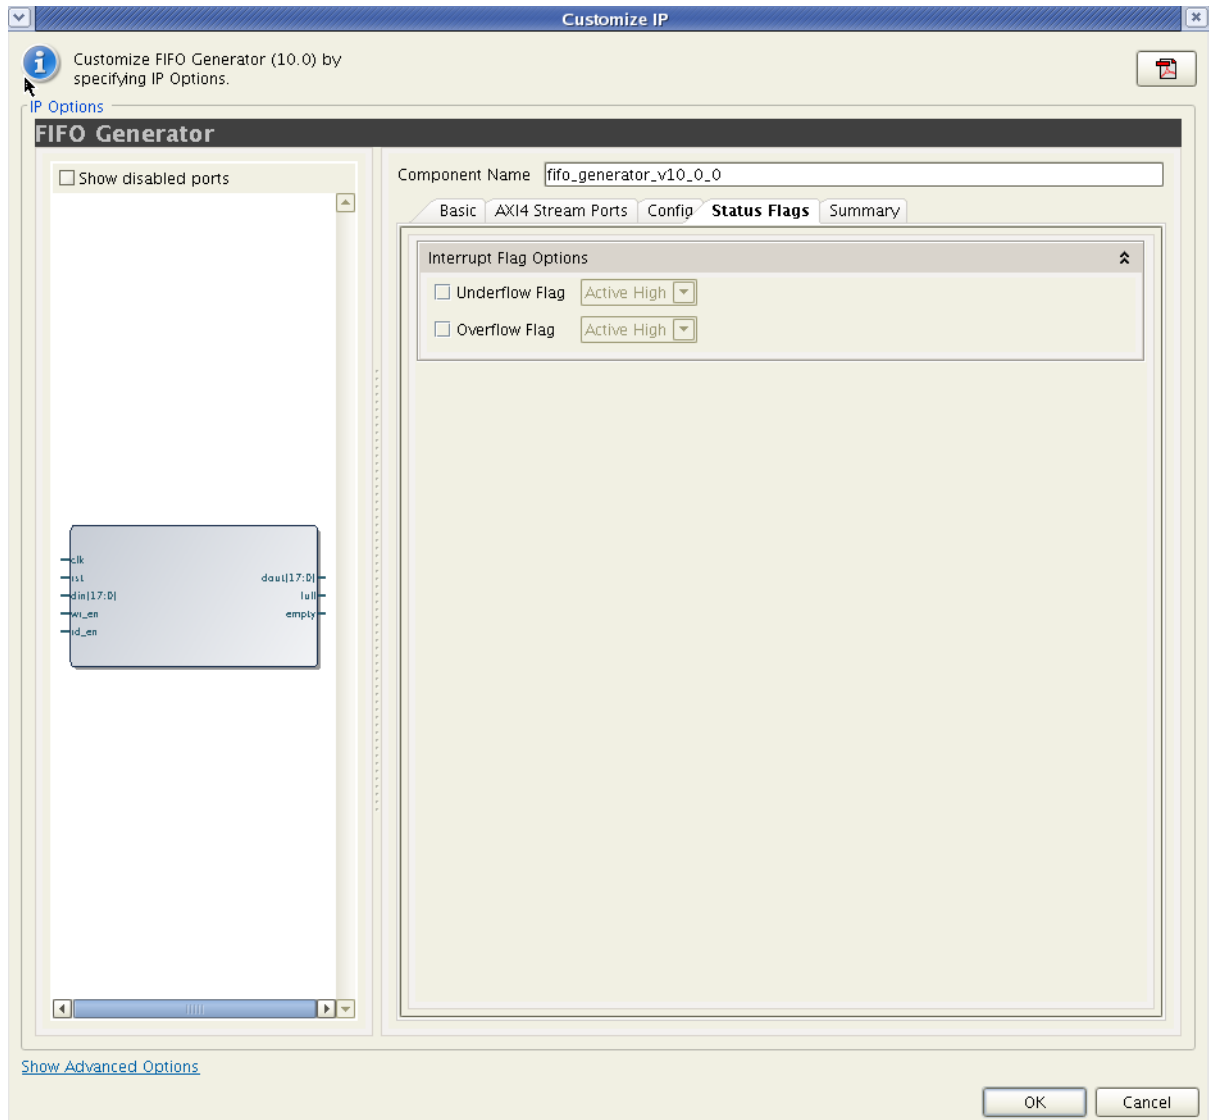 Customize IP
Customize FIFO Generator (10.0) by
specifying IP Options.
IP Options
FIFO Generator
Show disabled ports
clk
rst
din[17:0]
wr_en
rd_en
dout[17:0]
full
empty
Component Name fifo_generator_v10_0_0
Basic AXI4 Stream Ports Config Status Flags Summary
Interrupt Flag Options
Underflow Flag Active High
Overflow Flag Active High
Show Advanced Options
OK Cancel